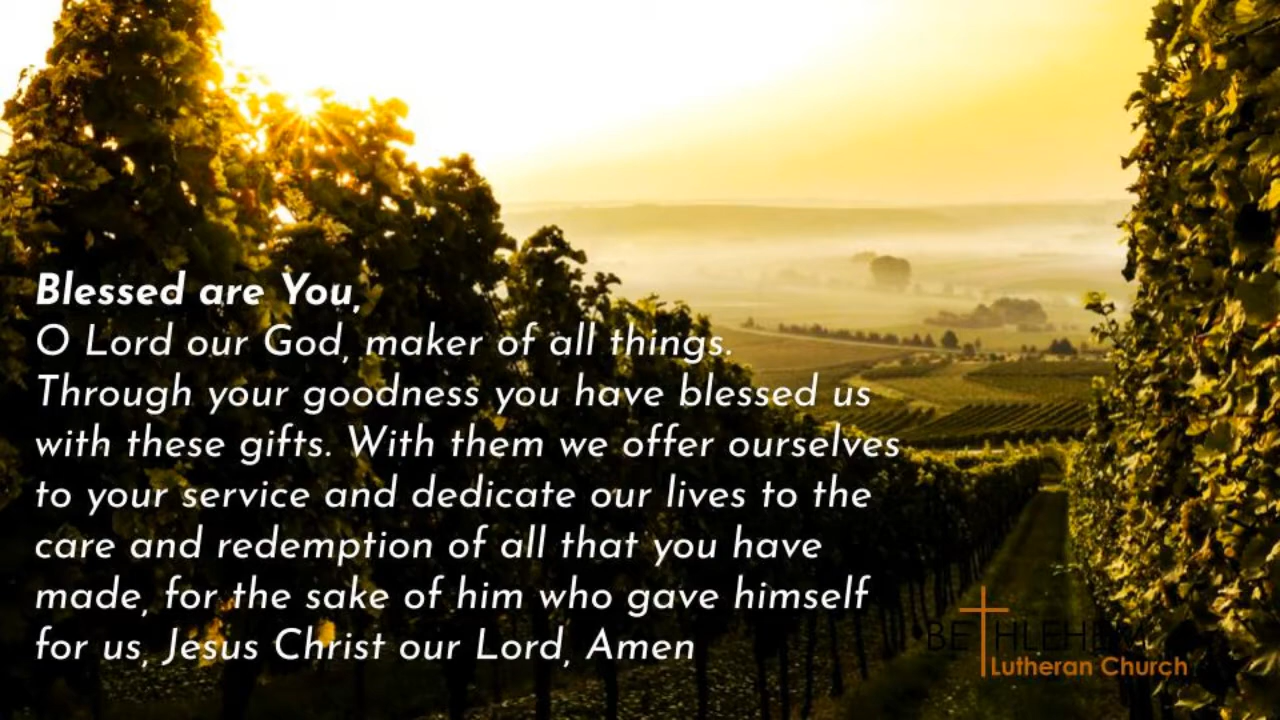 Blessed are You,
O Lord our God, maker of all things.
Through your goodness you have blessed us
with these gifts. With them we offer ourselves
to your service and dedicate our lives to the
care and redemption of all that you have
made, for the sake of him who gave himself
for us, Jesus Christ our Lord, Amen
BETHLEHEM
Lutheran Church